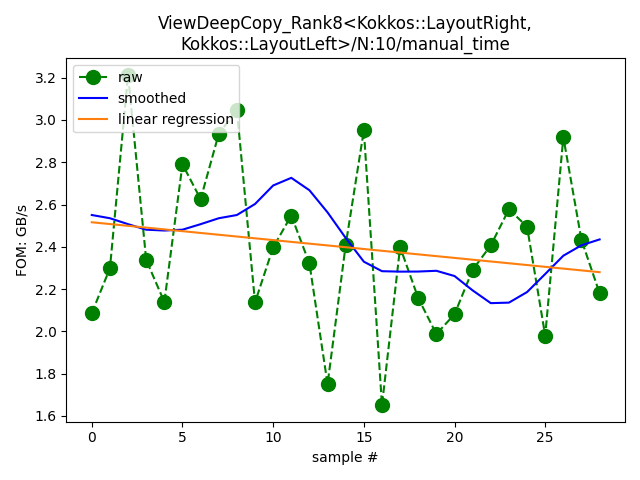 ViewDeepCopy_Rank8<Kokkos::LayoutRight,
Kokkos::LayoutLeft>/N:10/manual_time
raw
smoothed
linear regression
FOM: GB/s
3.2
3.0
2.8
2.6
2.4
2.2
2.0
1.8
1.6
0 5 10 15 20 25
sample #